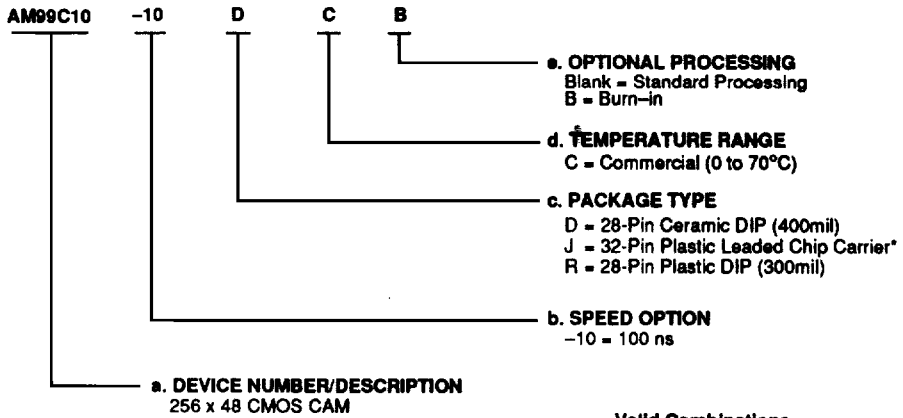 AM99C10 -10 D C B
e. OPTIONAL PROCESSING
Blank = Standard Processing
B = Burn-in
d. TEMPERATURE RANGE
C = Commercial (0 to 70°C)
c. PACKAGE TYPE
D = 28-Pin Ceramic DIP (400mil)
J = 32-Pin Plastic Leaded Chip Carrier*
R = 28-Pin Plastic DIP (300mil)
b. SPEED OPTION
-10 = 100 ns
a. DEVICE NUMBER/DESCRIPTION
256 x 48 CMOS CAM
Valid Combinations